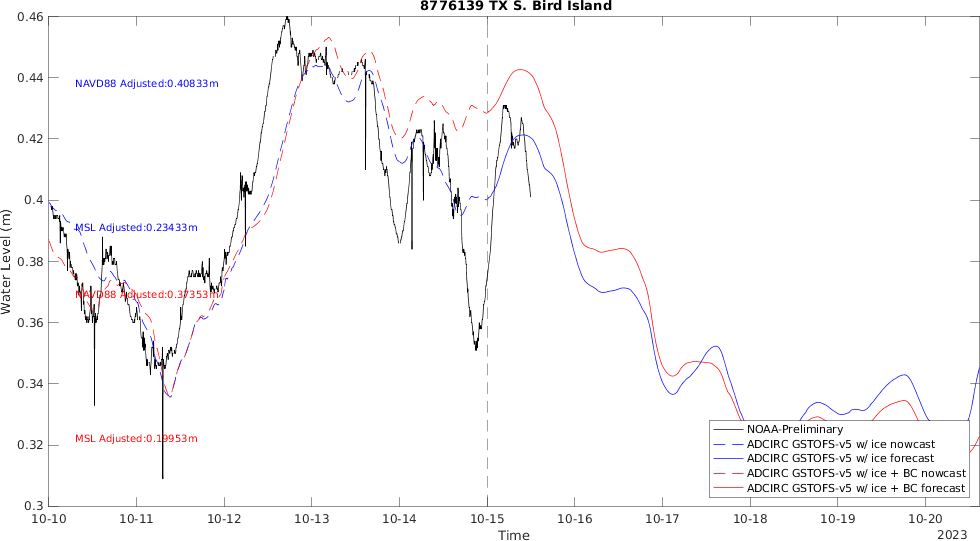 8776139 TX S. Bird Island
0.46
0.44
NAVD88 Adjusted:0.40833m
0.42
0.4
MSL Adjusted:0.23433m
0.38
NAVD88 Adjusted:0.37353m
0.36
0.34
MSL Adjusted:0.19953m
0.32
0.3
Water Level (m)
NOAA-Preliminary
ADCIRC GSTOFS-v5 w/ ice nowcast
ADCIRC GSTOFS-v5 w/ ice forecast
ADCIRC GSTOFS-v5 w/ ice + BC nowcast
ADCIRC GSTOFS-v5 w/ ice + BC forecast
10-10 10-11 10-12 10-13 10-14 10-15 10-16 10-17 10-18 10-19 10-20
Time
2023